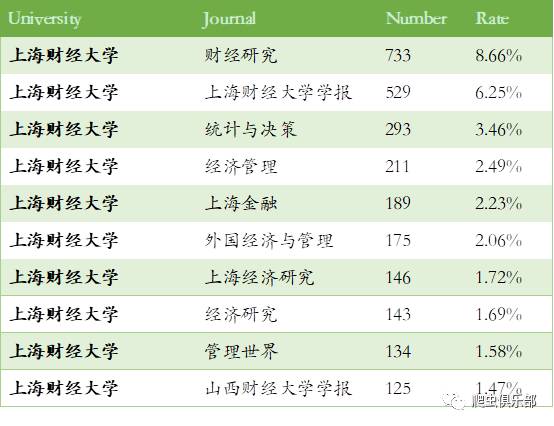 University Journal Number Rate
上海财经大学 财经研究 733 8.66%
上海财经大学 上海财经大学学报 529 6.25%
上海财经大学 统计与决策 293 3.46%
上海财经大学 经济管理 211 2.49%
上海财经大学 上海金融 189 2.23%
上海财经大学 外国经济与管理 175 2.06%
上海财经大学 上海经济研究 146 1.72%
上海财经大学 经济研究 143 1.69%
上海财经大学 管理世界 134 1.58%
上海财经大学 山西财经大学学报 125 1.47%
爬虫俱乐部